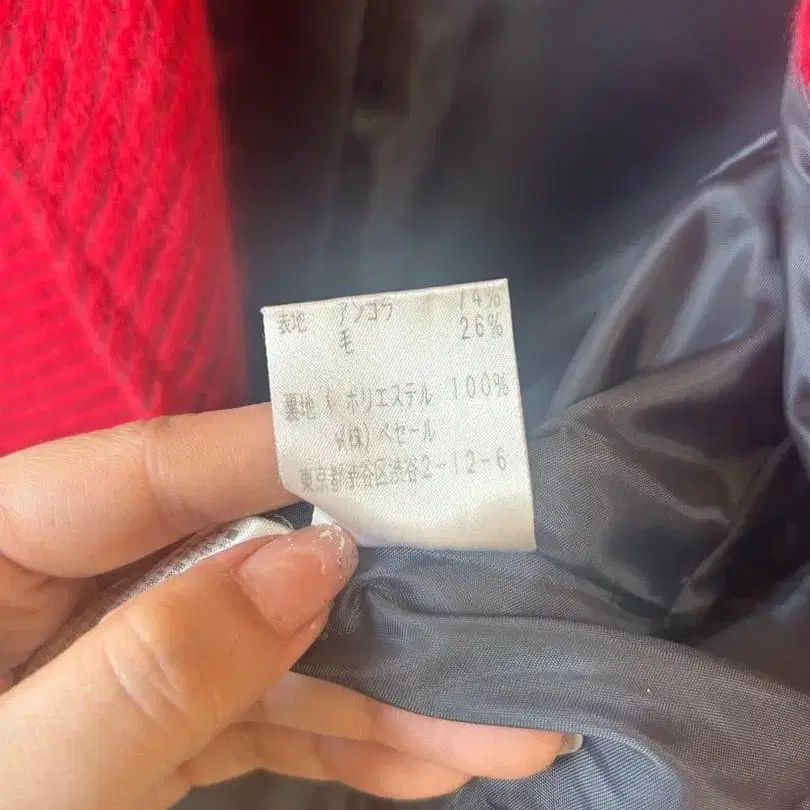 表地 アンゴラ 74%
毛 26%
裏地 ポリエステル 100%
(株)ベセール
東京都渋谷区渋谷2-12-6